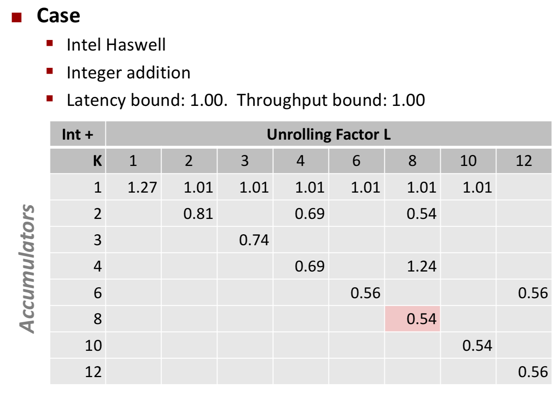 Case
Intel Haswell
Integer addition
Latency bound: 1.00. Throughput bound: 1.00
Int + Unrolling Factor L
K 1 2 3 4 6 8 10 12
1 1.27 1.01 1.01 1.01 1.01 1.01 1.01
2 0.81 0.69 0.54
3 0.74
4 0.69 1.24
6 0.56 0.56
8 0.54
10 0.54
12 0.56
Accumulators